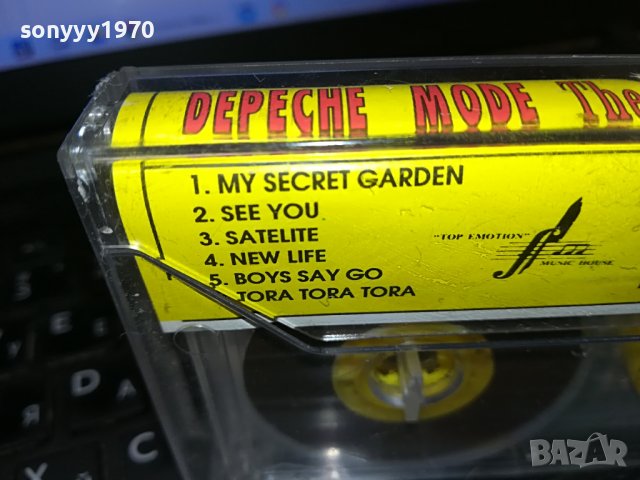 sonyyy1970
DEPECHE MODE The
1. MY SECRET GARDEN
2. SEE YOU
3. SATELITE
4. NEW LIFE
5. BOYS SAY GO
TORA TORA TORA
"TOP EMOTION"
MUSIC HOUSE
BAZAR